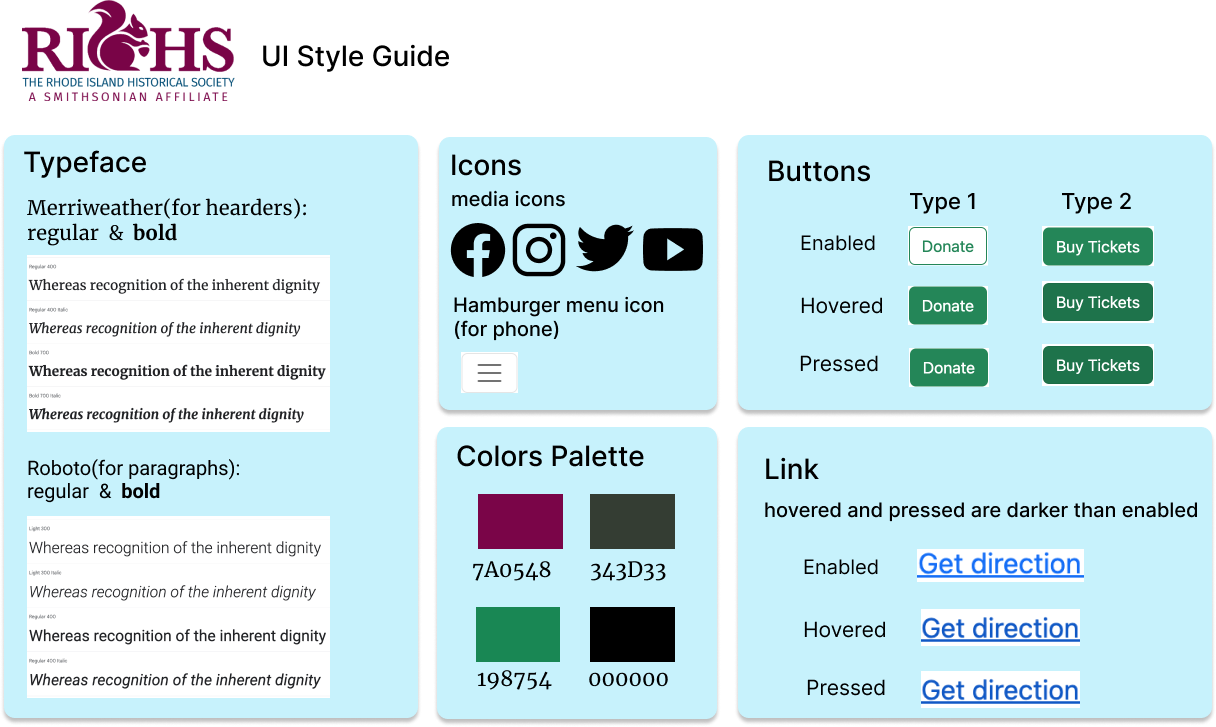 RIHS
THE RHODE ISLAND HISTORICAL SOCIETY
A SMITHSONIAN AFFILIATE
UI Style Guide
Typeface
Merriweather(for hearders):
regular & bold
Regular 400
Whereas recognition of the inherent dignity
Regular 400 Italic
Whereas recognition of the inherent dignity
Bold 700
Whereas recognition of the inherent dignity
Bold 700 Italic
Whereas recognition of the inherent dignity
Roboto(for paragraphs):
regular & bold
Light 300
Whereas recognition of the inherent dignity
Light 300 Italic
Whereas recognition of the inherent dignity
Regular 400
Whereas recognition of the inherent dignity
Regular 400 Italic
Whereas recognition of the inherent dignity
Icons
media icons
Hamburger menu icon
(for phone)
Colors Palette
7A0548 343D33
198754 000000
Buttons
Type 1 Type 2
Enabled Donate Buy Tickets
Hovered Donate Buy Tickets
Pressed Donate Buy Tickets
Link
hovered and pressed are darker than enabled
Enabled Get direction
Hovered Get direction
Pressed Get direction